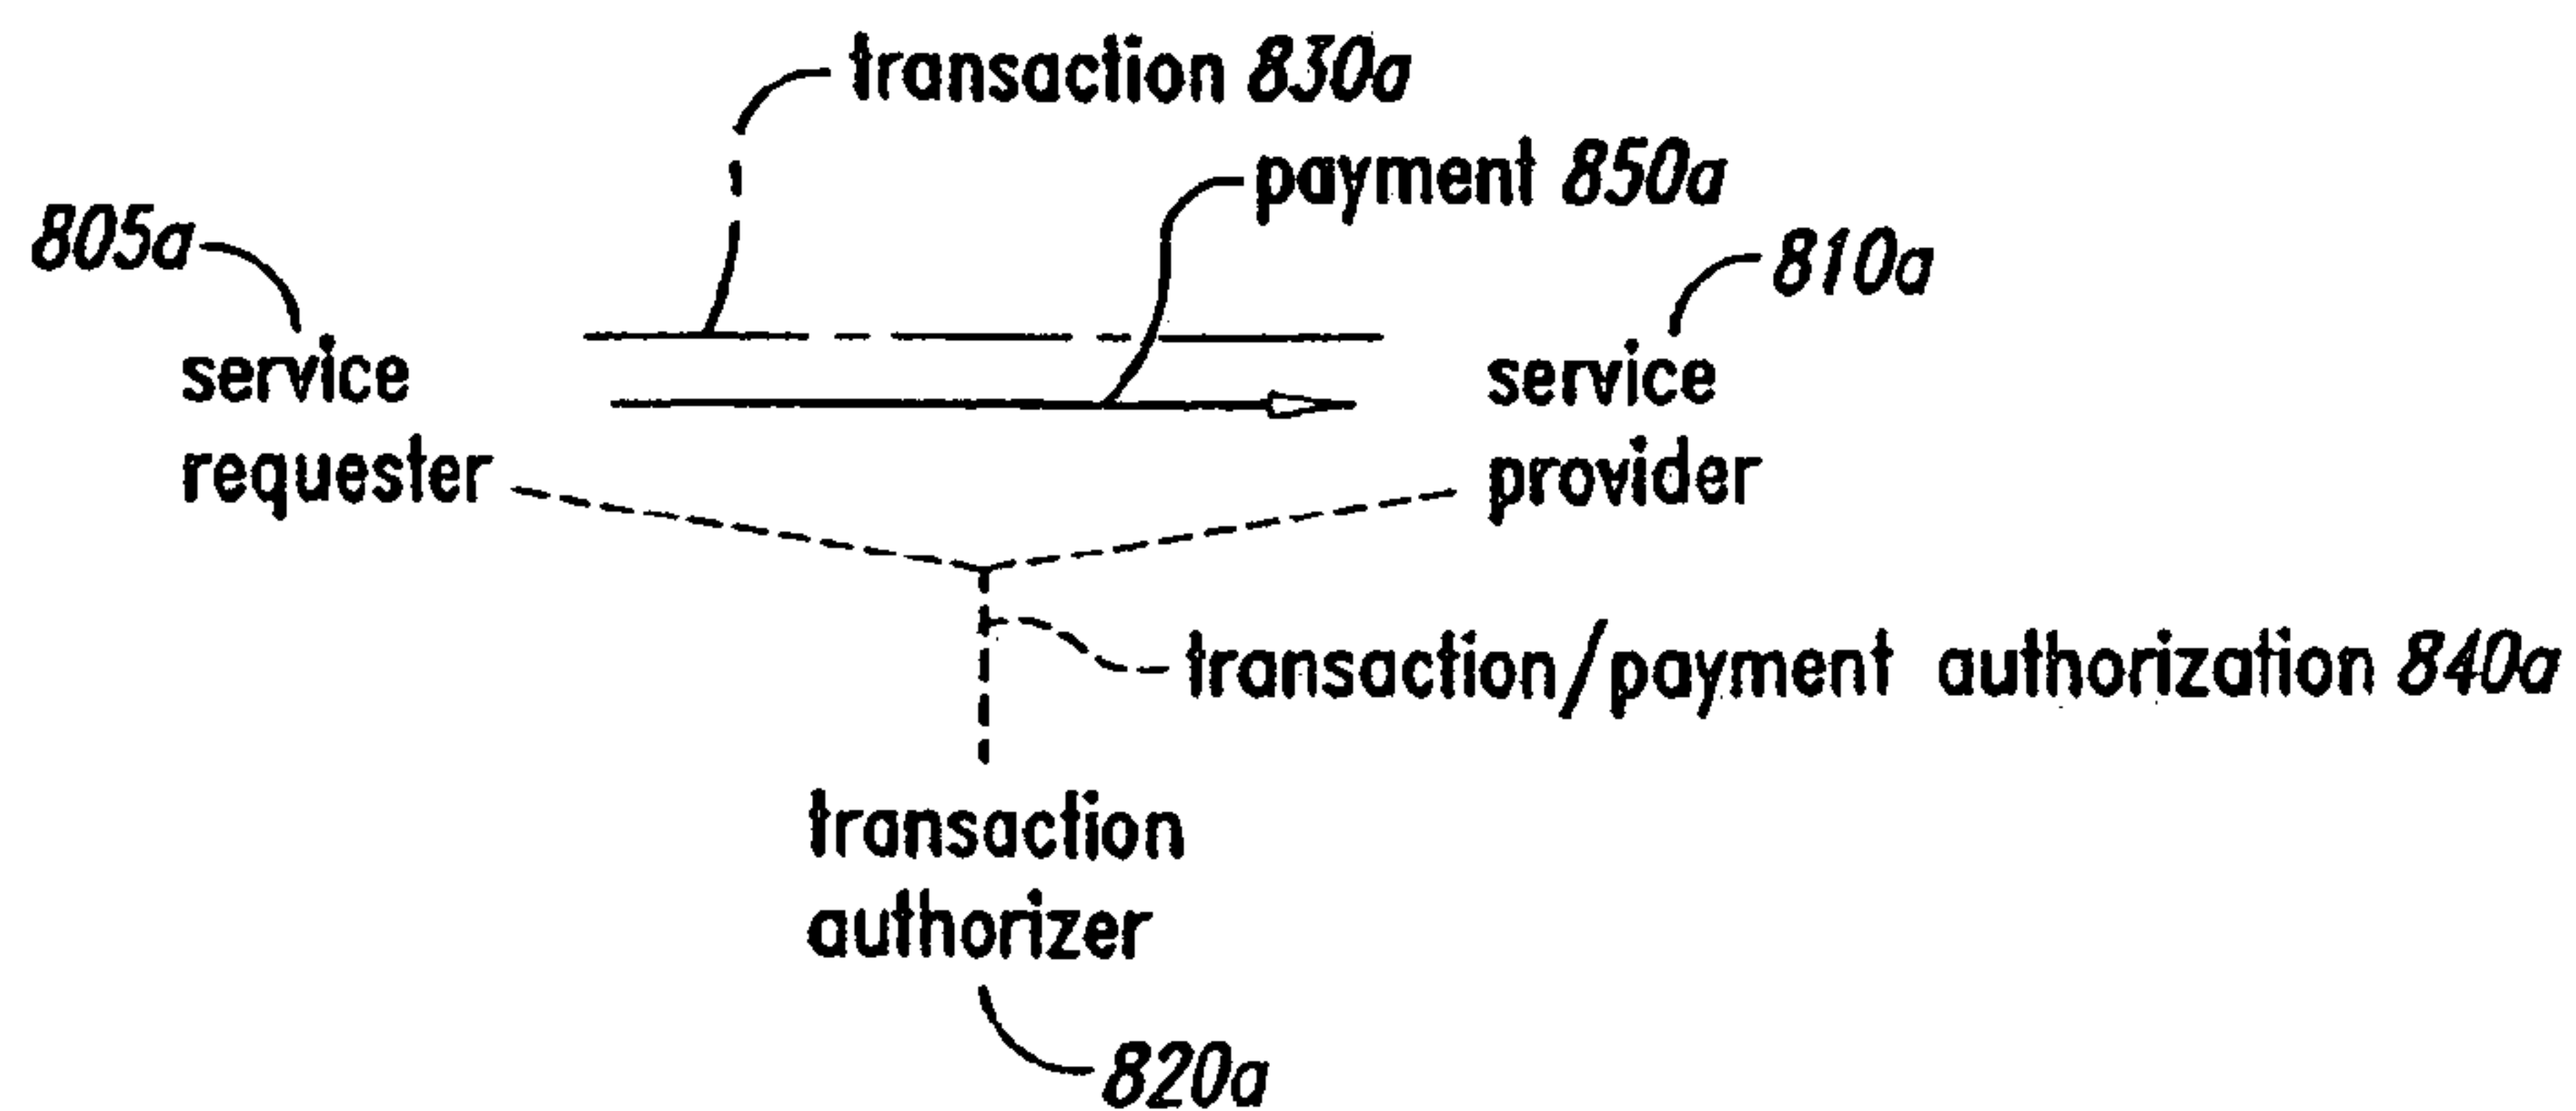 transaction 830a
payment 850a
805a
810a
service
requester
service
provider
transaction/payment authorization 840a
transaction
authorizer
820a